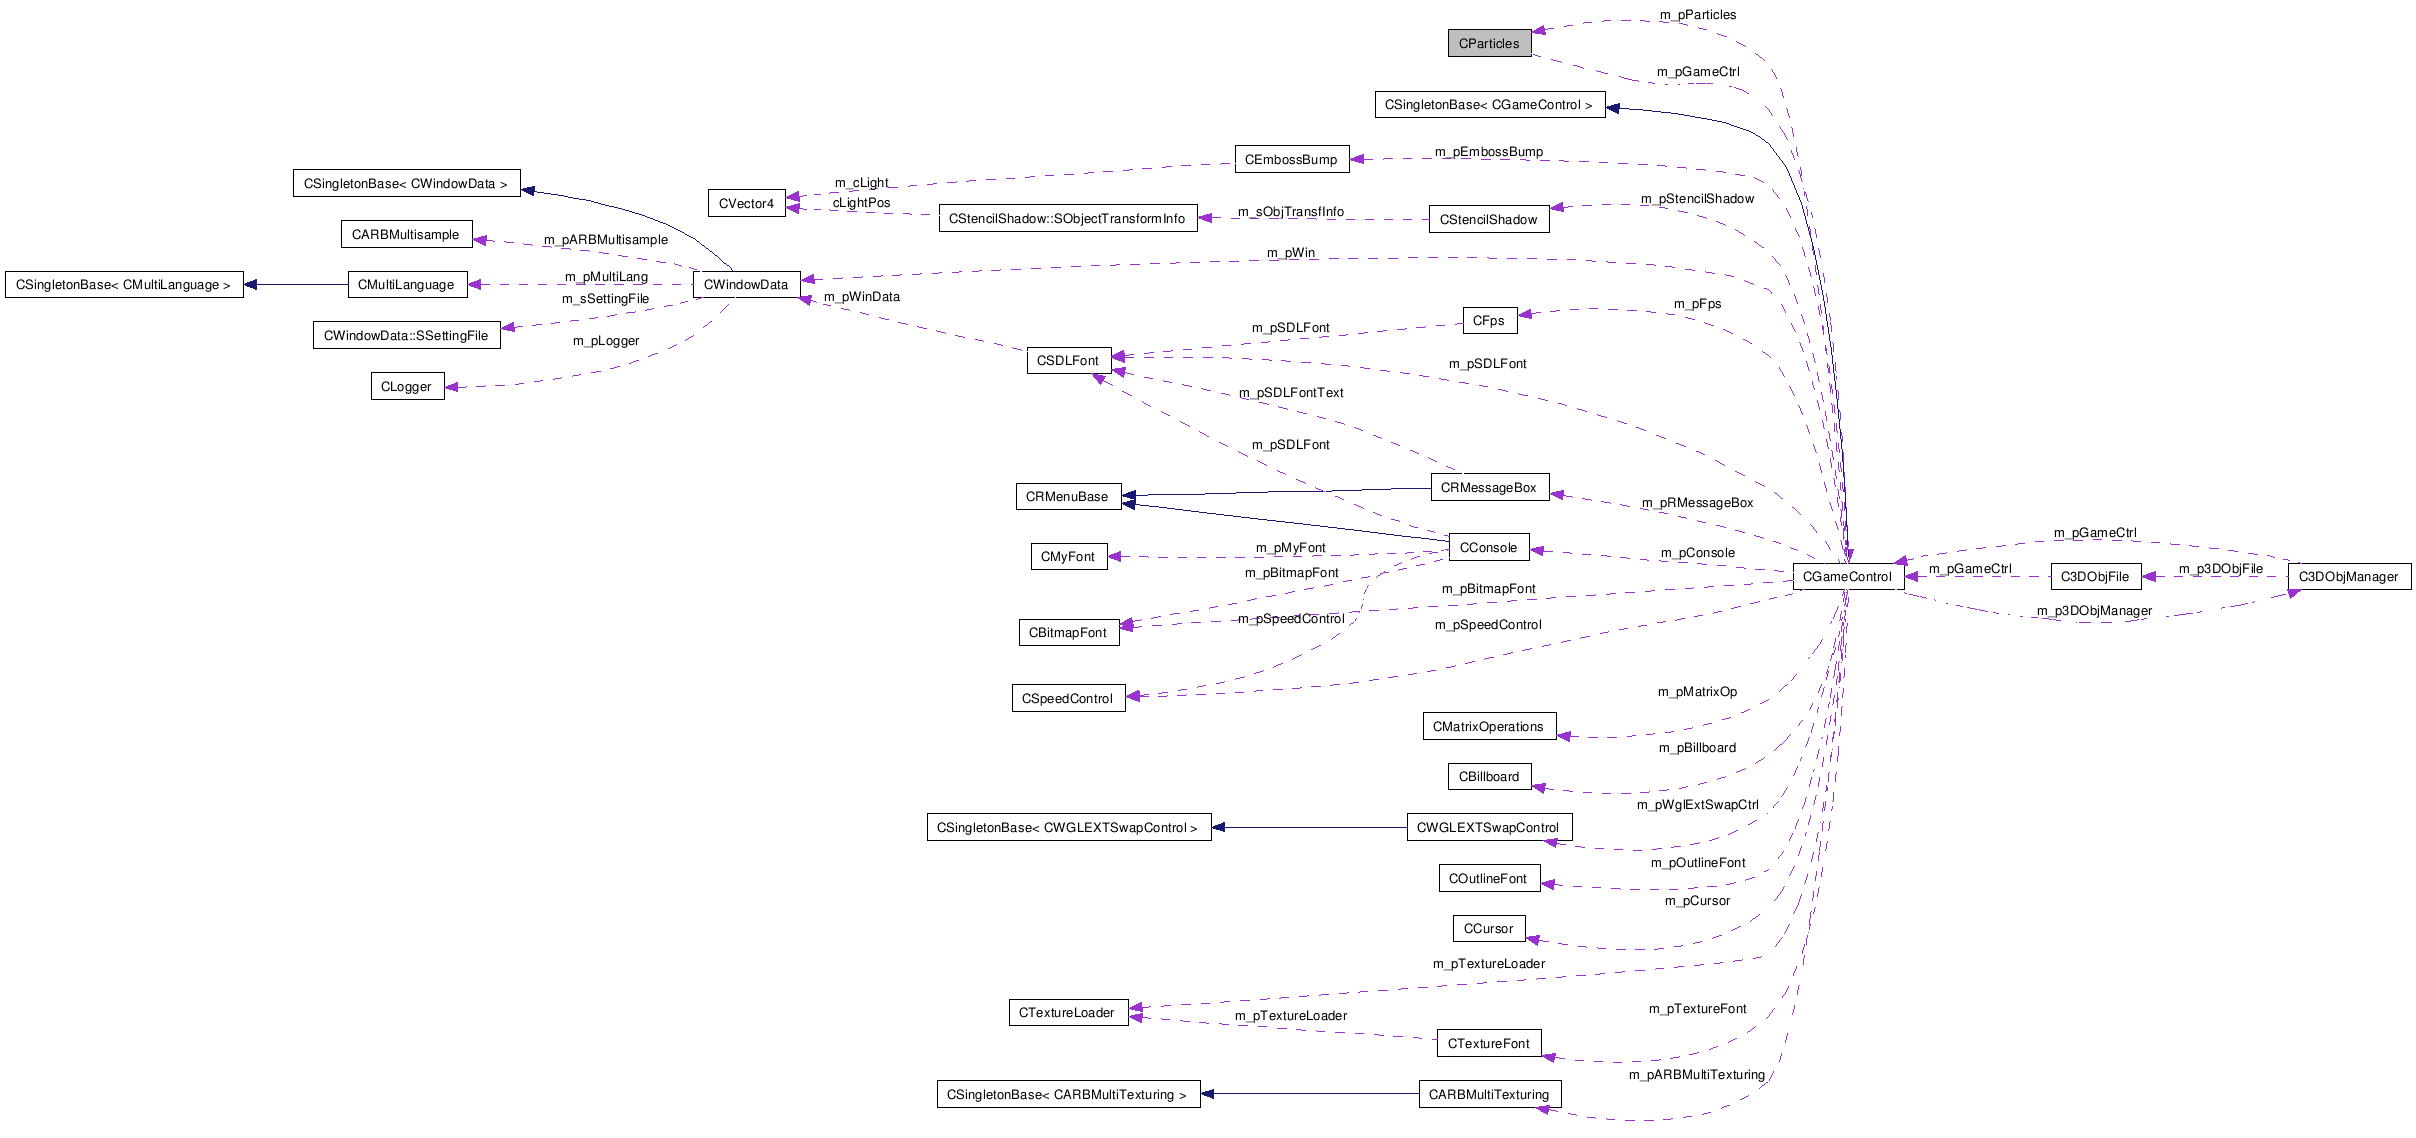 m_pParticles
CParticles
m_pGameCtrl
CSingletonBase< CGameControl >
m_pEmbossBump
CEmbossBump
CSingletonBase< CWindowData >
m_cLight
CVector4
cLightPos
CStencilShadow::SObjectTransformInfo
m_sObjTransfInfo
CStencilShadow
m_pStencilShadow
CARBMultisample
m_pARBMultisample
m_pWin
CSingletonBase< CMultiLanguage >
CMultiLanguage
m_pMultiLang
CWindowData
m_sSettingFile
m_pWinData
m_pFps
CFps
CWindowData::SSettingFile
m_pLogger
m_pSDLFont
CSDLFont
m_pSDLFont
CLogger
m_pSDLFontText
m_pSDLFont
CRMenuBase
CRMessageBox
m_pRMessageBox
CMyFont
m_pMyFont
CConsole
m_pConsole
m_pGameCtrl
CGameControl
m_pGameCtrl
C3DObjFile
m_p3DObjFile
C3DObjManager
m_p3DObjManager
m_pBitmapFont
m_pBitmapFont
CBitmapFont
m_pSpeedControl
m_pSpeedControl
CSpeedControl
m_pMatrixOp
CMatrixOperations
m_pBillboard
CBillboard
m_pWglExtSwapCtrl
CSingletonBase< CWGLEXTSwapControl >
CWGLEXTSwapControl
m_pOutlineFont
COutlineFont
m_pCursor
CCursor
m_pTextureLoader
CTextureLoader
m_pTextureLoader
m_pTextureFont
CTextureFont
m_pARBMultiTexturing
CSingletonBase< CARBMultiTexturing >
CARBMultiTexturing